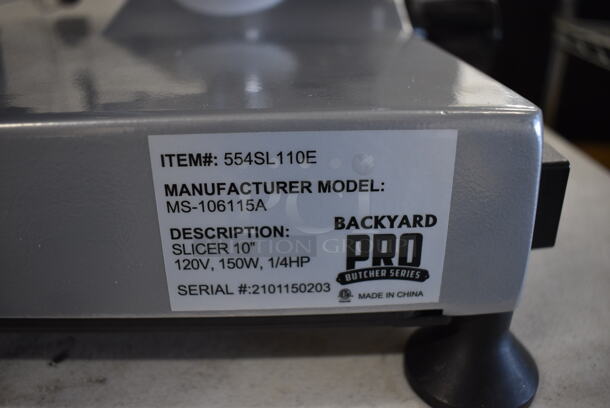 ITEM#: 554SL110E
MANUFACTURER MODEL:
MS-106115A
DESCRIPTION:
SLICER 10"
120V, 150W, 1/4HP
SERIAL #:2101150203
BACKYARD
PRO
BUTCHER SERIES
MADE IN CHINA